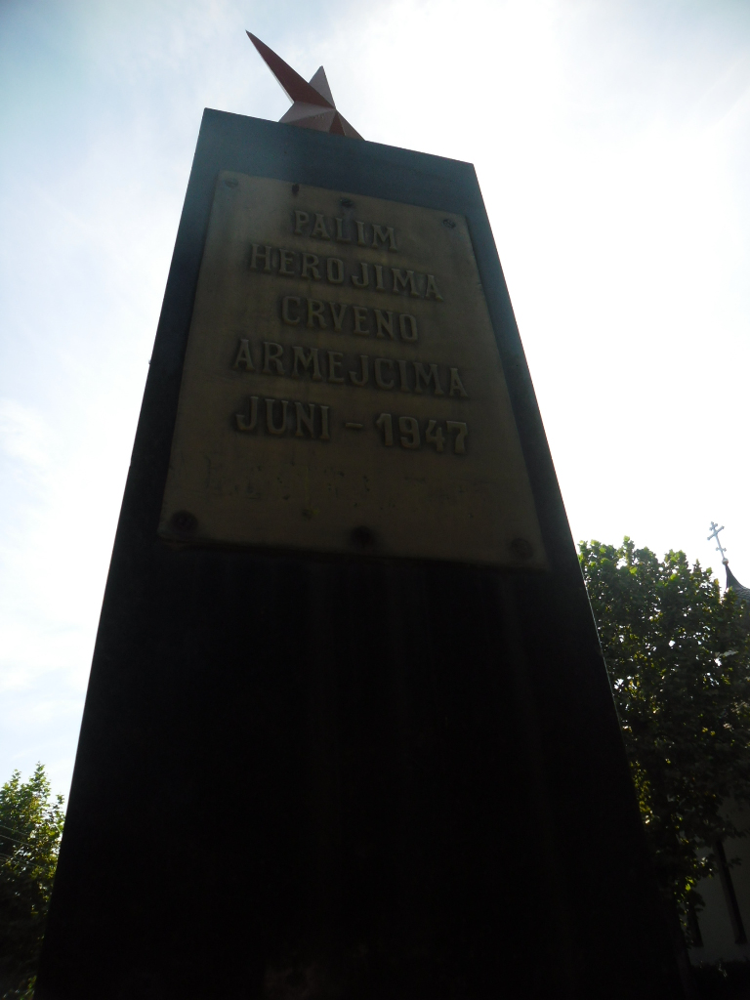 PALIM
HEROJIMA
CRVENO
ARMEJCIMA
JUNI - 1947